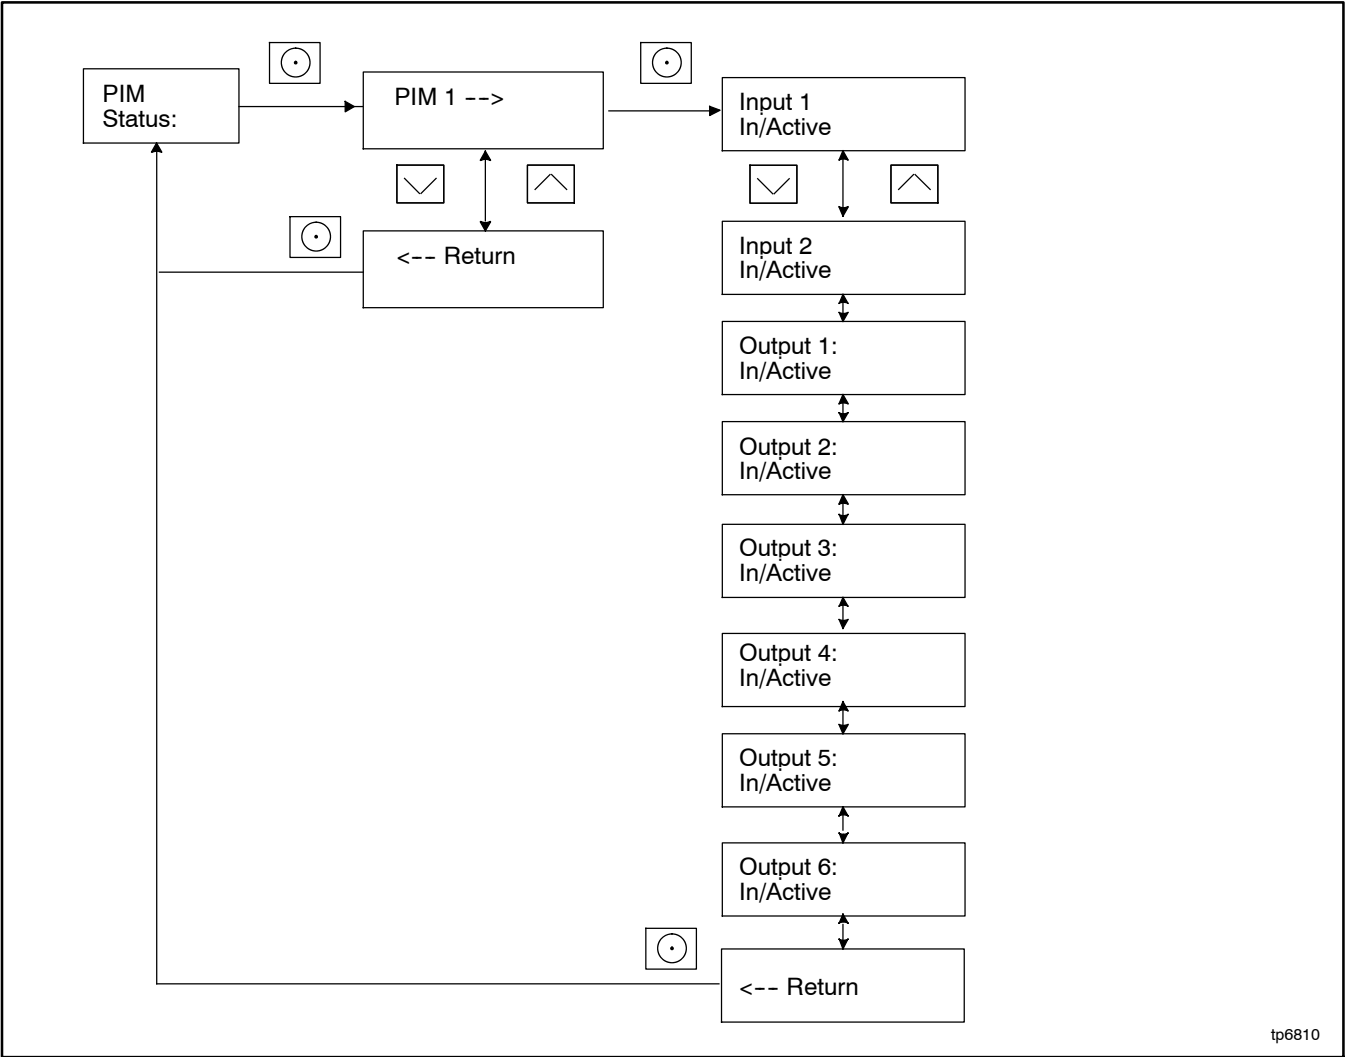 PIM
Status:
PIM 1 -->
<-- Return
Input 1
In/Active
Input 2
In/Active
Output 1:
In/Active
Output 2:
In/Active
Output 3:
In/Active
Output 4:
In/Active
Output 5:
In/Active
Output 6:
In/Active
<-- Return
tp6810